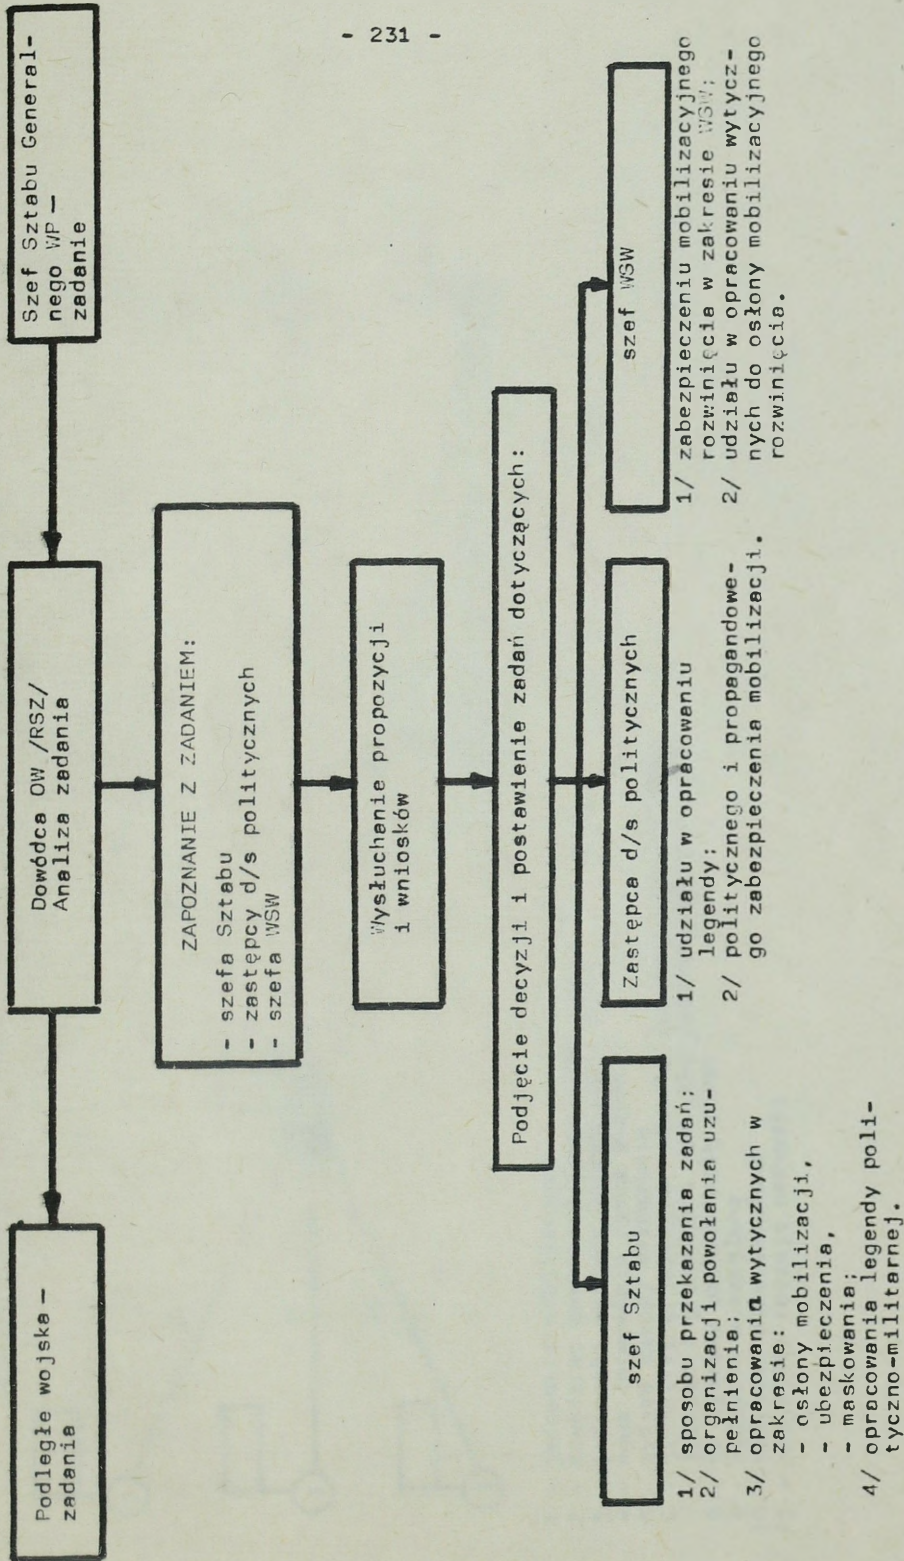 - 231 -
Podległe wojska —
zadania
Dowódca OW /RSZ/
Analiza zadania
Szef Sztabu General-
nego WP —
zadanie
ZAPOZNANIE Z ZADANIEM:
- szefa Sztabu
- zastępcy d/s politycznych
- szefa WSW
Wysłuchanie propozycji
i wniosków
Podjęcie decyzji i postawienie zadań dotyczących:
szef Sztabu
1/ sposobu przekazania zadań;
2/ organizacji powołania uzu-
pełnienia;
3/ opracowania wytycznych w
zakresie:
- osłony mobilizacji,
- ubezpieczenia,
- maskowania;
4/ opracowania legendy poli-
tyczno-militarnej.
Zastępca d/s politycznych
1/ udziału w opracowaniu
legendy;
2/ politycznego i propagandowe-
go zabezpieczenia mobilizacji.
szef WSW
1/ zabezpieczeniu mobilizacyjnego
rozwinięcia w zakresie WSW;
2/ udziału w opracowaniu wytycz-
nych do osłony mobilizacyjnego
rozwinięcia.